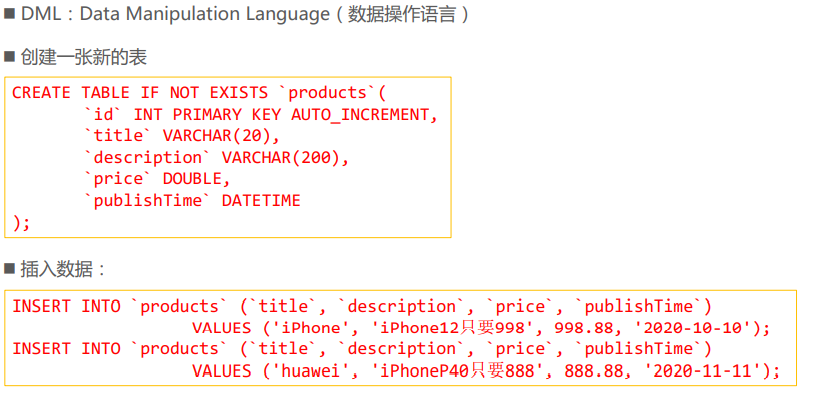 ■ DML：Data Manipulation Language（数据操作语言）
■ 创建一张新的表
CREATE TABLE IF NOT EXISTS `products`(
`id` INT PRIMARY KEY AUTO_INCREMENT,
`title` VARCHAR(20),
`description` VARCHAR(200),
`price` DOUBLE,
`publishTime` DATETIME
);
■ 插入数据：
INSERT INTO `products` (`title`, `description`, `price`, `publishTime`)
VALUES ('iPhone', 'iPhone12只要998', 998.88, '2020-10-10');
INSERT INTO `products` (`title`, `description`, `price`, `publishTime`)
VALUES ('huawei', 'iPhoneP40只要888', 888.88, '2020-11-11');